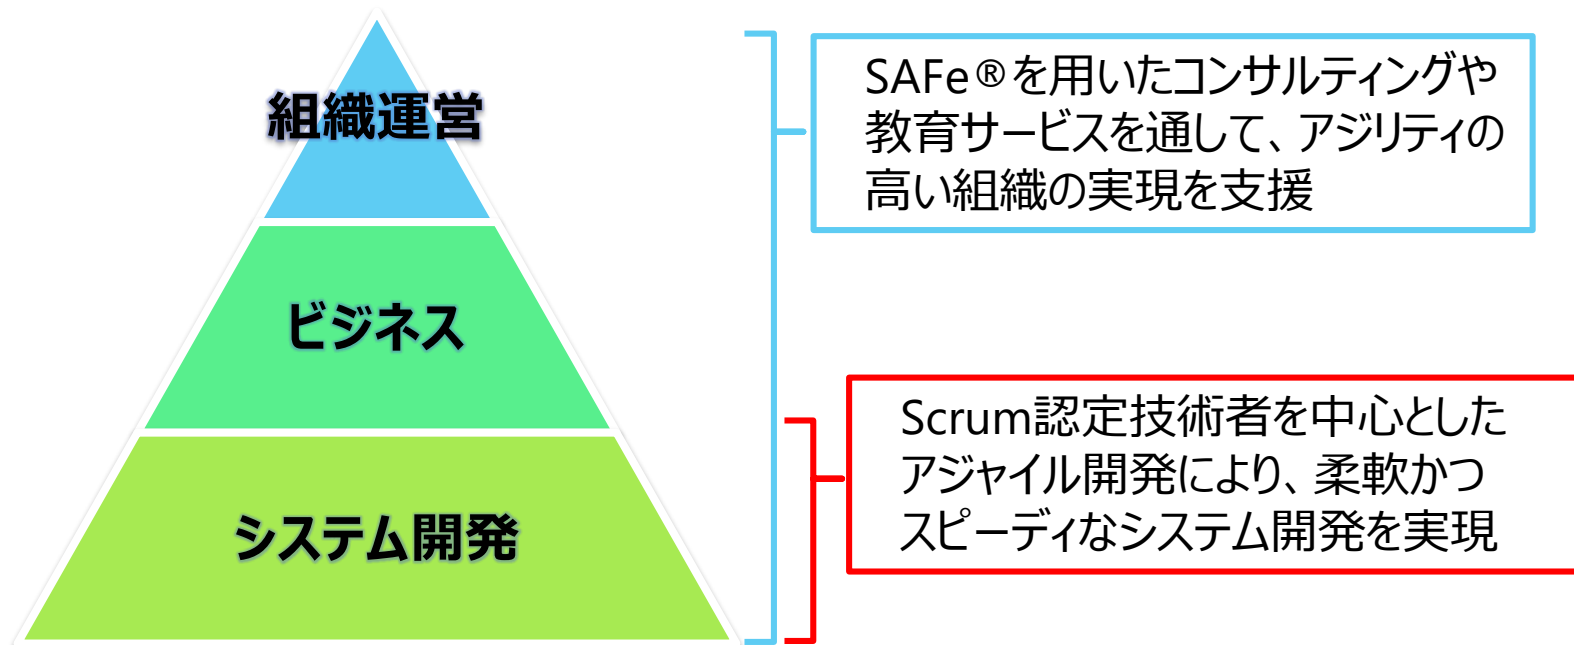 組織運営
ビジネス
システム開発
SAFe®を用いたコンサルティングや
教育サービスを通して、アジリティの
高い組織の実現を支援
Scrum認定技術者を中心とした
アジャイル開発により、柔軟かつ
スピーディなシステム開発を実現